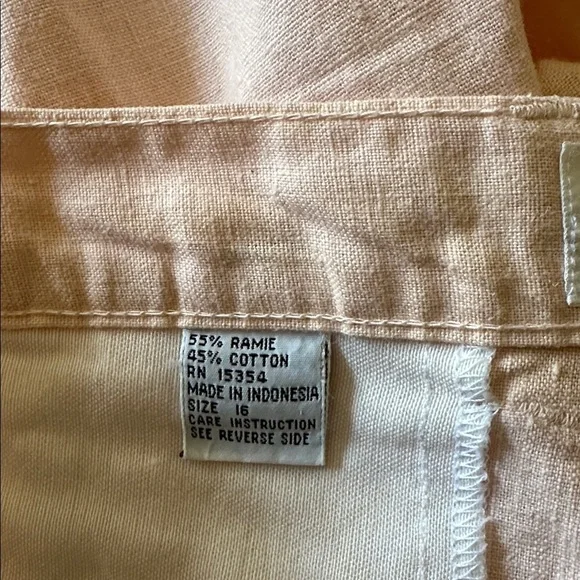 55% RAMIE
45% COTTON
RN 15354
MADE IN INDONESIA
SIZE 16
CARE INSTRUCTION
SEE REVERSE SIDE